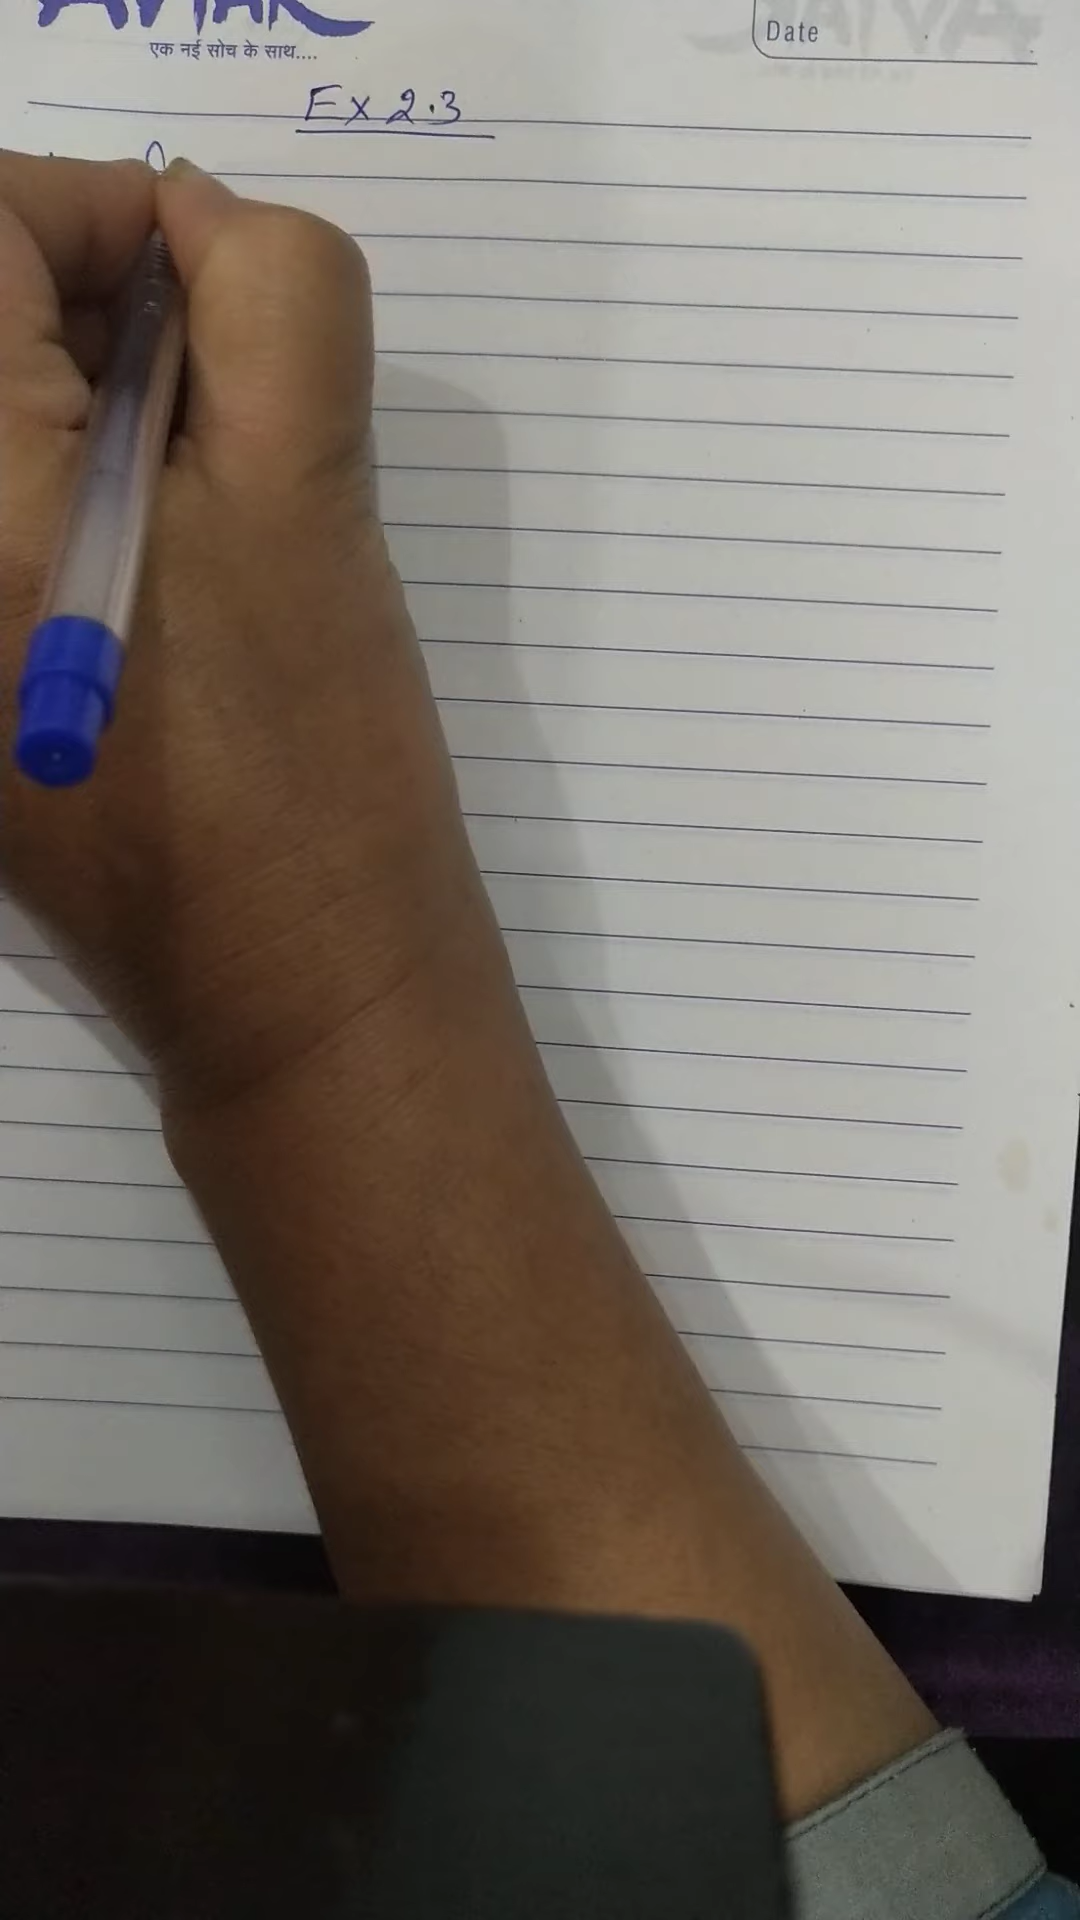 एक नई सोच के साथ....
Date
Ex 2.3